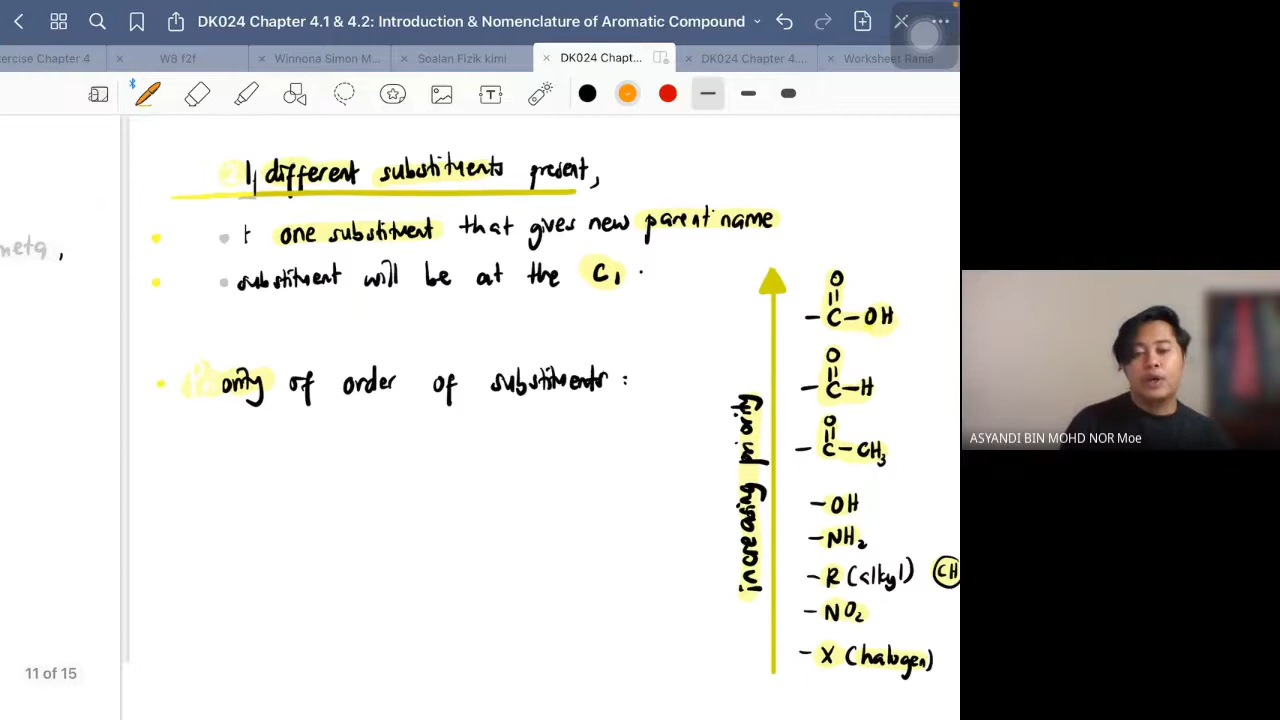 DK024 Chapter 4.1 & 4.2: Introduction & Nomenclature of Aromatic Compound
ercise Chapter 4
W8 f2f
Winnona Simon M...
Soalan Fizik kimi
DK024 Chapt...
DK024 Chapter 4....
Worksheet Rania
T
different substituents present,
one substituent that gives new parent name
substituent will be at the C1
of order of substituents :
meta,
increasing priority
O
- C - OH
O
- C - H
O
- C - CH3
- OH
- NH2
- R (alkyl) CH
- NO2
- X (halogen)
11 of 15
ASYANDI BIN MOHD NOR Moe